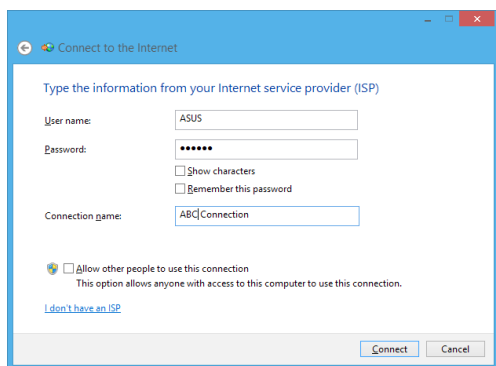 Connect to the Internet
Type the information from your Internet service provider (ISP)
User name:
ASUS
Password:
••••••
Show characters
Remember this password
Connection name:
ABC Connection
Allow other people to use this connection
This option allows anyone with access to this computer to use this connection.
I don't have an ISP
Connect
Cancel